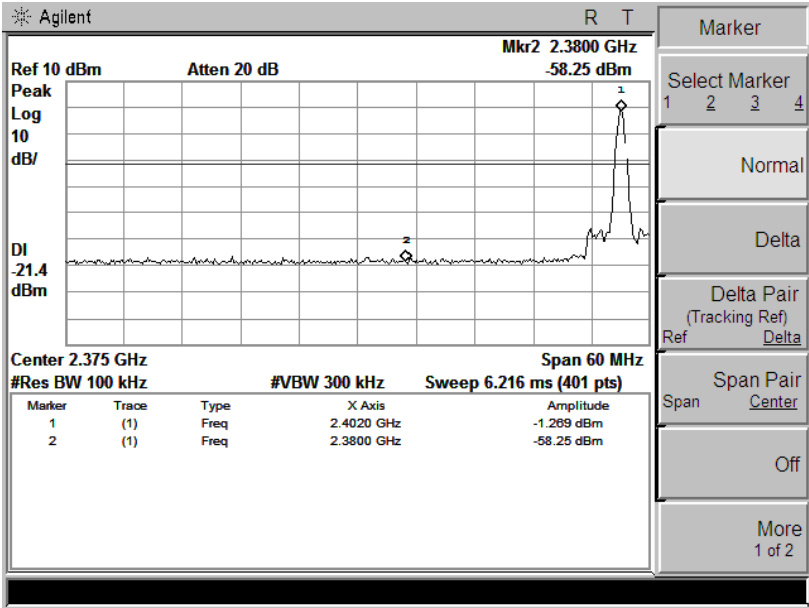 Agilent R T
Mkr2 2.3800 GHz
Ref 10 dBm Atten 20 dB -58.25 dBm
Peak
Log
10
dB/
1
2
DI
-21.4
dBm
Center 2.375 GHz Span 60 MHz
#Res BW 100 kHz #VBW 300 kHz Sweep 6.216 ms (401 pts)
Marker Trace Type X Axis Amplitude
1 (1) Freq 2.4020 GHz -1.269 dBm
2 (1) Freq 2.3800 GHz -58.25 dBm
Marker
Select Marker
1 2 3 4
Normal
Delta
Delta Pair
(Tracking Ref)
Ref Delta
Span Pair
Span Center
Off
More
1 of 2